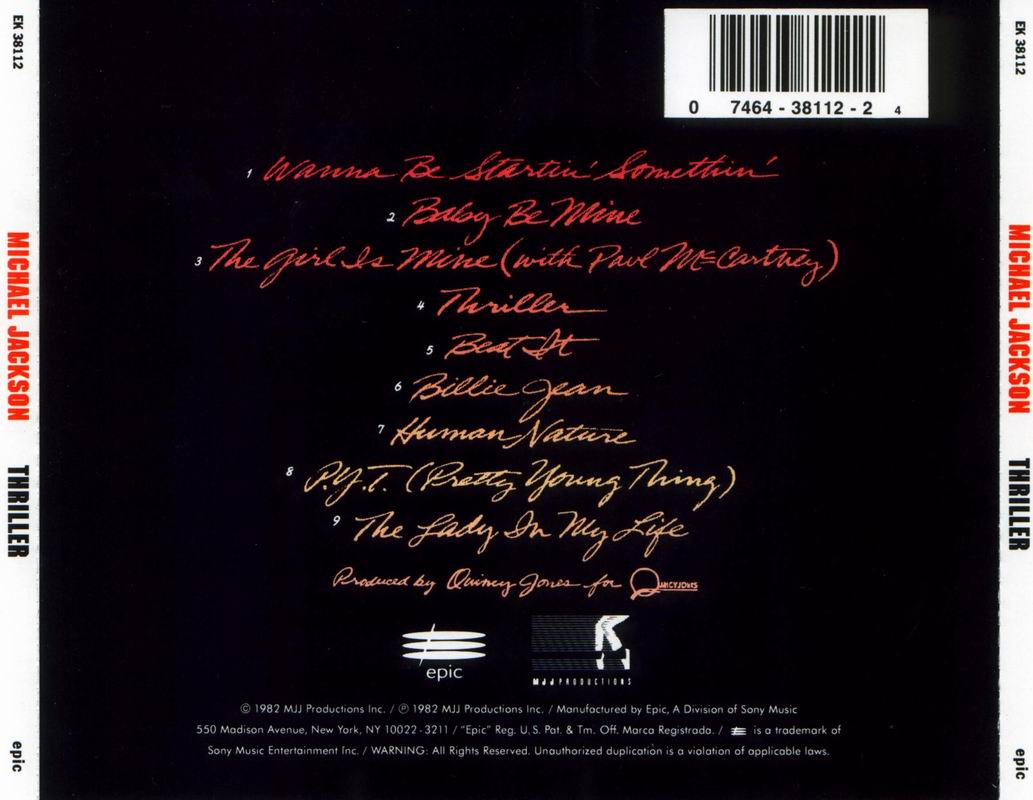 EK 38112
MICHAEL JACKSON
THRILLER
epic
0 7464 - 38112 - 2 4
1 Wanna Be Startin' Somethin'
2 Baby Be Mine
3 The Girl Is Mine (with Paul McCartney)
4 Thriller
5 Beat It
6 Billie Jean
7 Human Nature
8 P.Y.T. (Pretty Young Thing)
9 The Lady In My Life
Produced by Quincy Jones for QUINCY JONES
epic
MJJ PRODUCTIONS
© 1982 MJJ Productions Inc. / ℗ 1982 MJJ Productions Inc. / Manufactured by Epic, A Division of Sony Music
550 Madison Avenue, New York, NY 10022-3211 / "Epic" Reg. U.S. Pat. & Tm. Off. Marca Registrada. / is a trademark of
Sony Music Entertainment Inc. / WARNING: All Rights Reserved. Unauthorized duplication is a violation of applicable laws.
EK 38112
MICHAEL JACKSON
THRILLER
epic